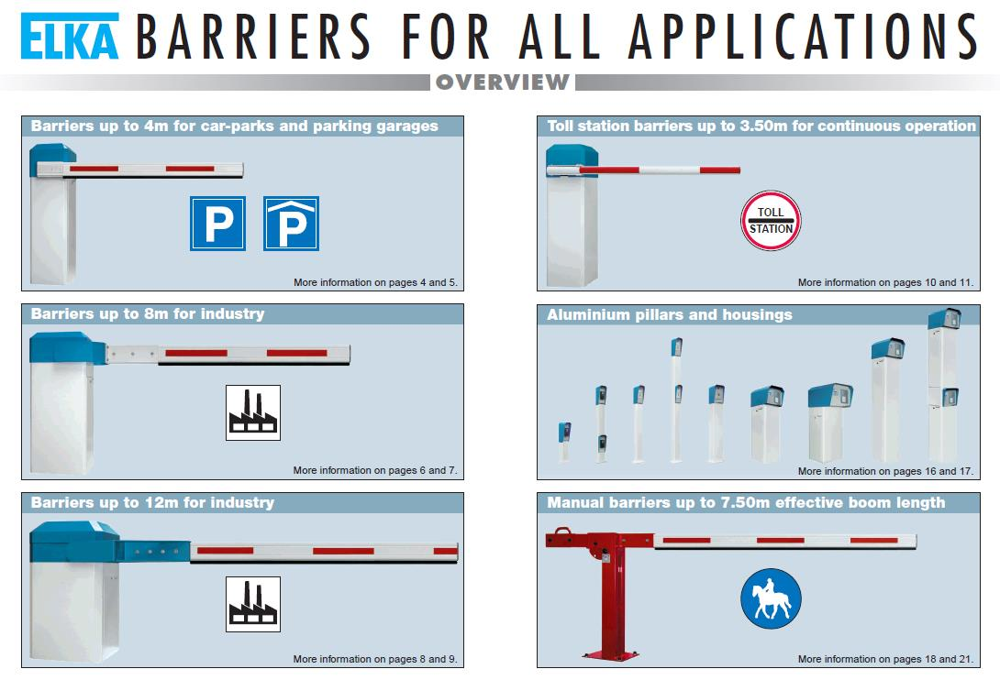 ELKA BARRIERS FOR ALL APPLICATIONS
OVERVIEW
Barriers up to 4m for car-parks and parking garages
P P
More information on pages 4 and 5.
Barriers up to 8m for industry
More information on pages 6 and 7.
Barriers up to 12m for industry
More information on pages 8 and 9.
Toll station barriers up to 3.50m for continuous operation
TOLL
STATION
More information on pages 10 and 11.
Aluminium pillars and housings
More information on pages 16 and 17.
Manual barriers up to 7.50m effective boom length
More information on pages 18 and 21.